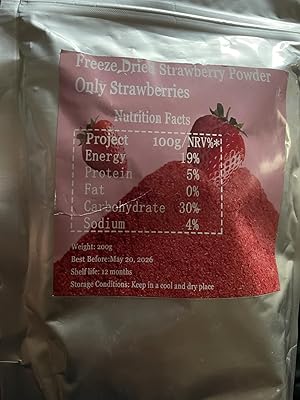 Freeze Dried Strawberry Powder
Only Strawberries
Nutrition Facts
Project 100g/NRV%*
Energy 19%
Protein 5%
Fat 0%
Carbohydrate 30%
Sodium 4%
Weight: 200g
Best Before:May 20, 2026
Shelf life: 12 months
Storage Conditions: Keep in a cool and dry place